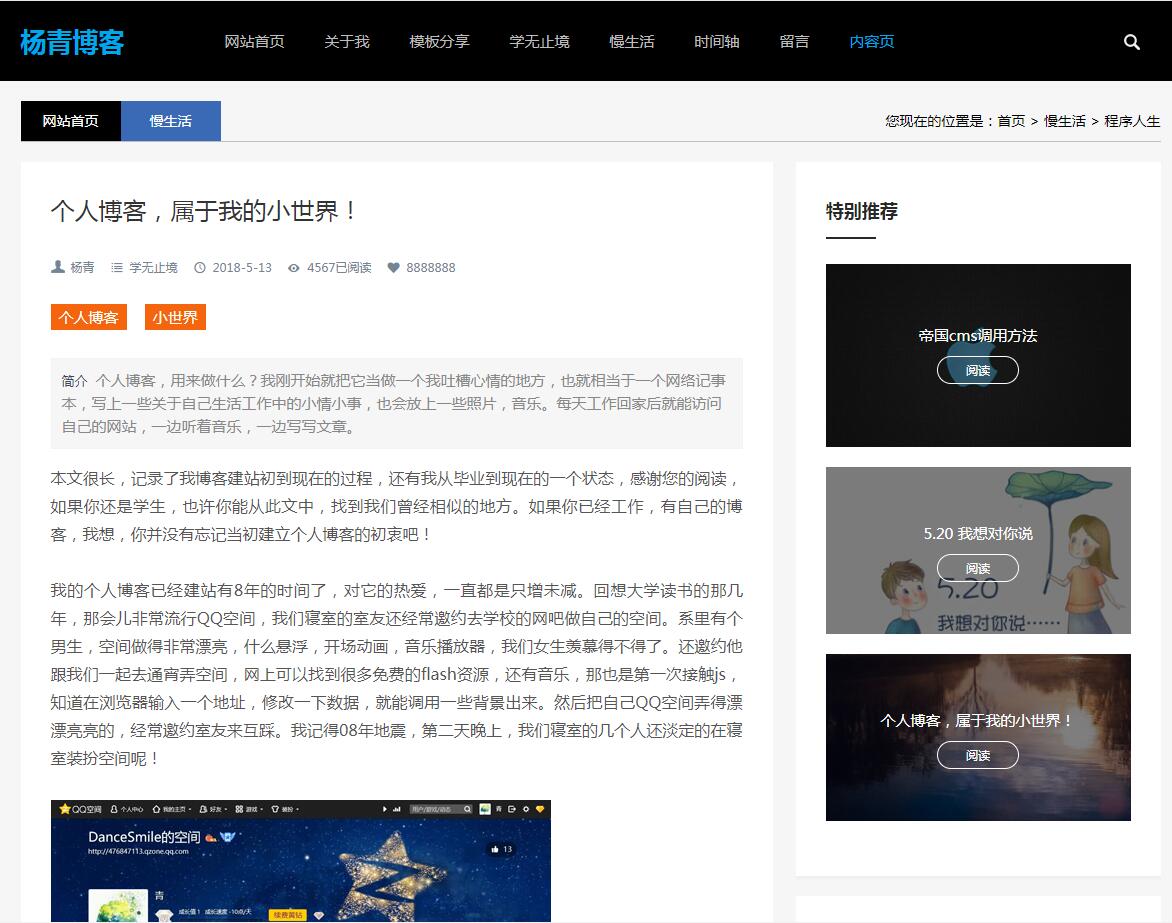 杨青博客
网站首页 关于我 模板分享 学无止境 慢生活 时间轴 留言 内容页
网站首页 慢生活
您现在的位置是：首页 > 慢生活 > 程序人生
个人博客，属于我的小世界！
杨青 学无止境 2018-5-13 4567已阅读 8888888
个人博客 小世界
简介 个人博客，用来做什么？我刚开始就把它当做一个我吐槽心情的地方，也就相当于一个网络记事
本，写上一些关于自己生活工作中的小情小事，也会放上一些照片，音乐。每天工作回家后就能访问
自己的网站，一边听着音乐，一边写写文章。
本文很长，记录了我博客建站初到现在的过程，还有我从毕业到现在的一个状态，感谢您的阅读，
如果你还是学生，也许你能从此文中，找到我们曾经相似的地方。如果你已经工作，有自己的博
客，我想，你并没有忘记当初建立个人博客的初衷吧！
我的个人博客已经建站有8年的时间了，对它的热爱，一直都是只增未减。回想大学读书的那几
年，那会儿非常流行QQ空间，我们寝室的室友还经常邀约去学校的网吧做自己的空间。系里有个
男生，空间做得非常漂亮，什么悬浮，开场动画，音乐播放器，我们女生羡慕得不得了。还邀约他
跟我们一起去通宵弄空间，网上可以找到很多免费的flash资源，还有音乐，那也是第一次接触js，
知道在浏览器输入一个地址，修改一下数据，就能调用一些背景出来。然后把自己QQ空间弄得漂
漂亮亮的，经常邀约室友来互踩。我记得08年地震，第二天晚上，我们寝室的几个人还淡定的在寝
室装扮空间呢！
QQ空间 个人中心 我的主页 好友 游戏 装扮 用户/游戏/动态 青
DanceSmile的空间
http://476847113.qzone.qq.com
13
青
成长值 1 成长速度 -10点/天 续费黄钻
特别推荐
帝国cms调用方法
阅读
5.20 我想对你说
阅读
5.20
我想对你说……
个人博客，属于我的小世界！
阅读